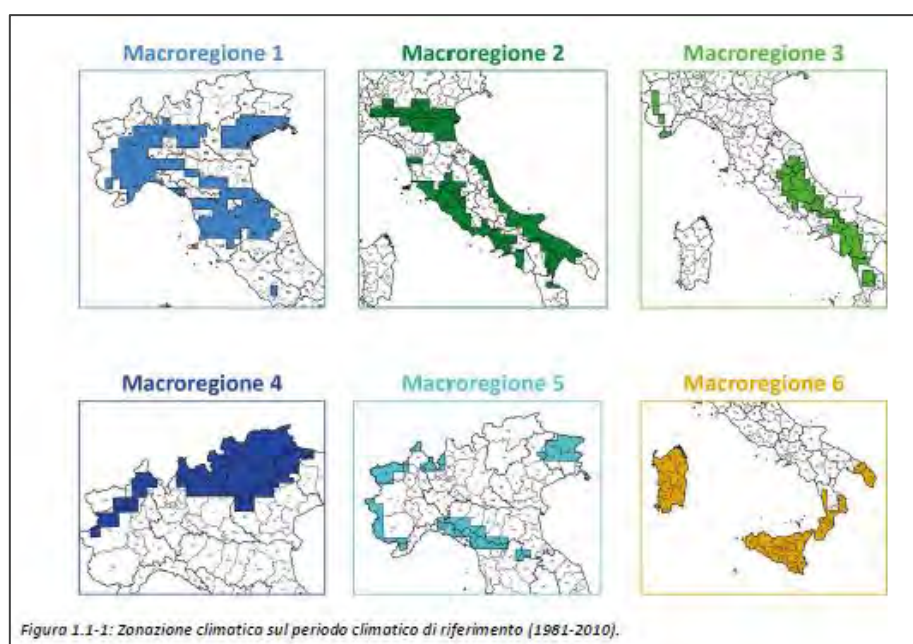 Macroregione 1
Macroregione 2
Macroregione 3
Macroregione 4
Macroregione 5
Macroregione 6
Figura 1.1-1: Zonazione climatica sul periodo climatico di riferimento (1981-2010).